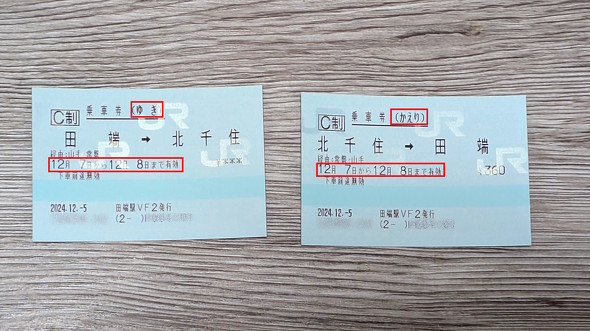 C制 乗車券 (ゆき)
田端 → 北千住
経由:山手・常磐
12月 7日から12月 8日まで有効 ¥***
下車前途無効
2024.12.-5 田端駅VF2発行
(2- )
C制 乗車券 (かえり)
北千住 → 田端
経由:常磐・山手
12月 7日から12月 8日まで有効 ¥360
下車前途無効
2024.12.-5 田端駅VF2発行
(2- )